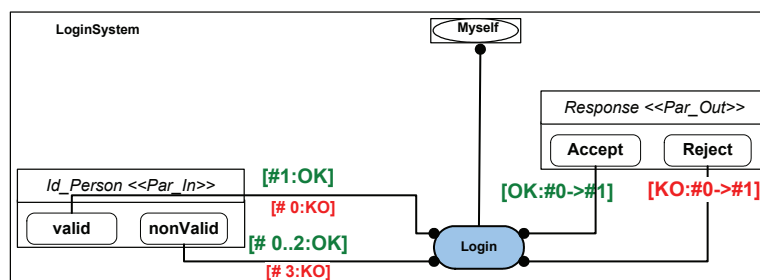 LoginSystem
Myself
Response <<Par_Out>>
Accept
Reject
[OK:#0->#1]
[KO:#0->#1]
Id_Person <<Par_In>>
valid
nonValid
[#1:OK]
[# 0:KO]
[# 0..2:OK]
[# 3:KO]
Login